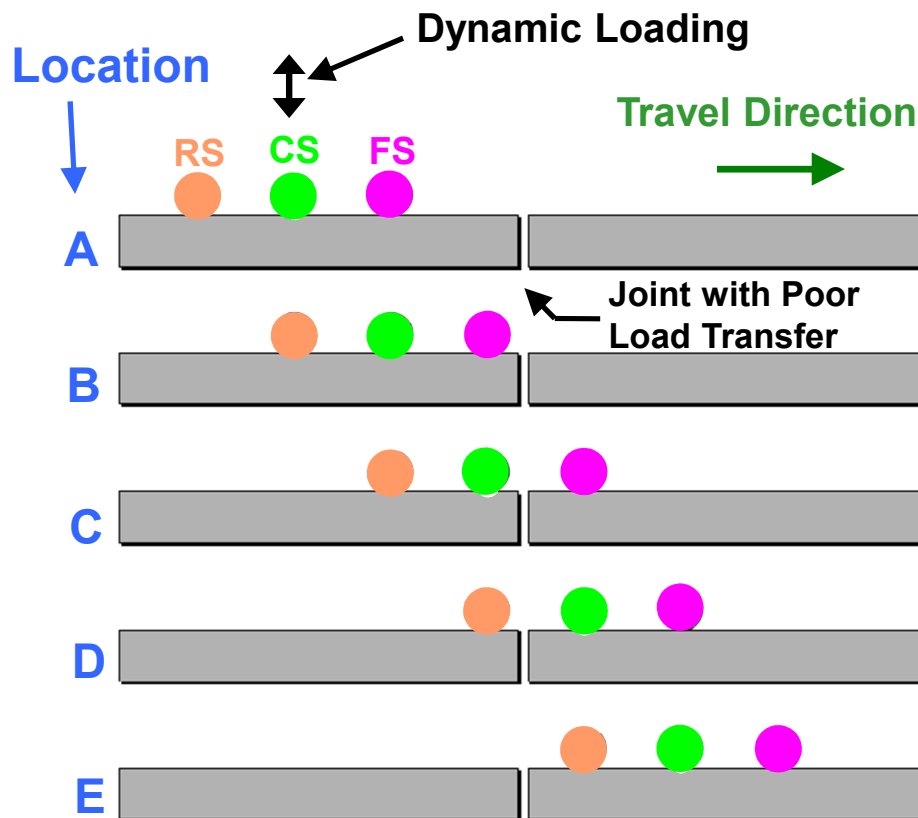 Dynamic Loading
Location
Travel Direction
RS CS FS
A
Joint with Poor
Load Transfer
B
C
D
E